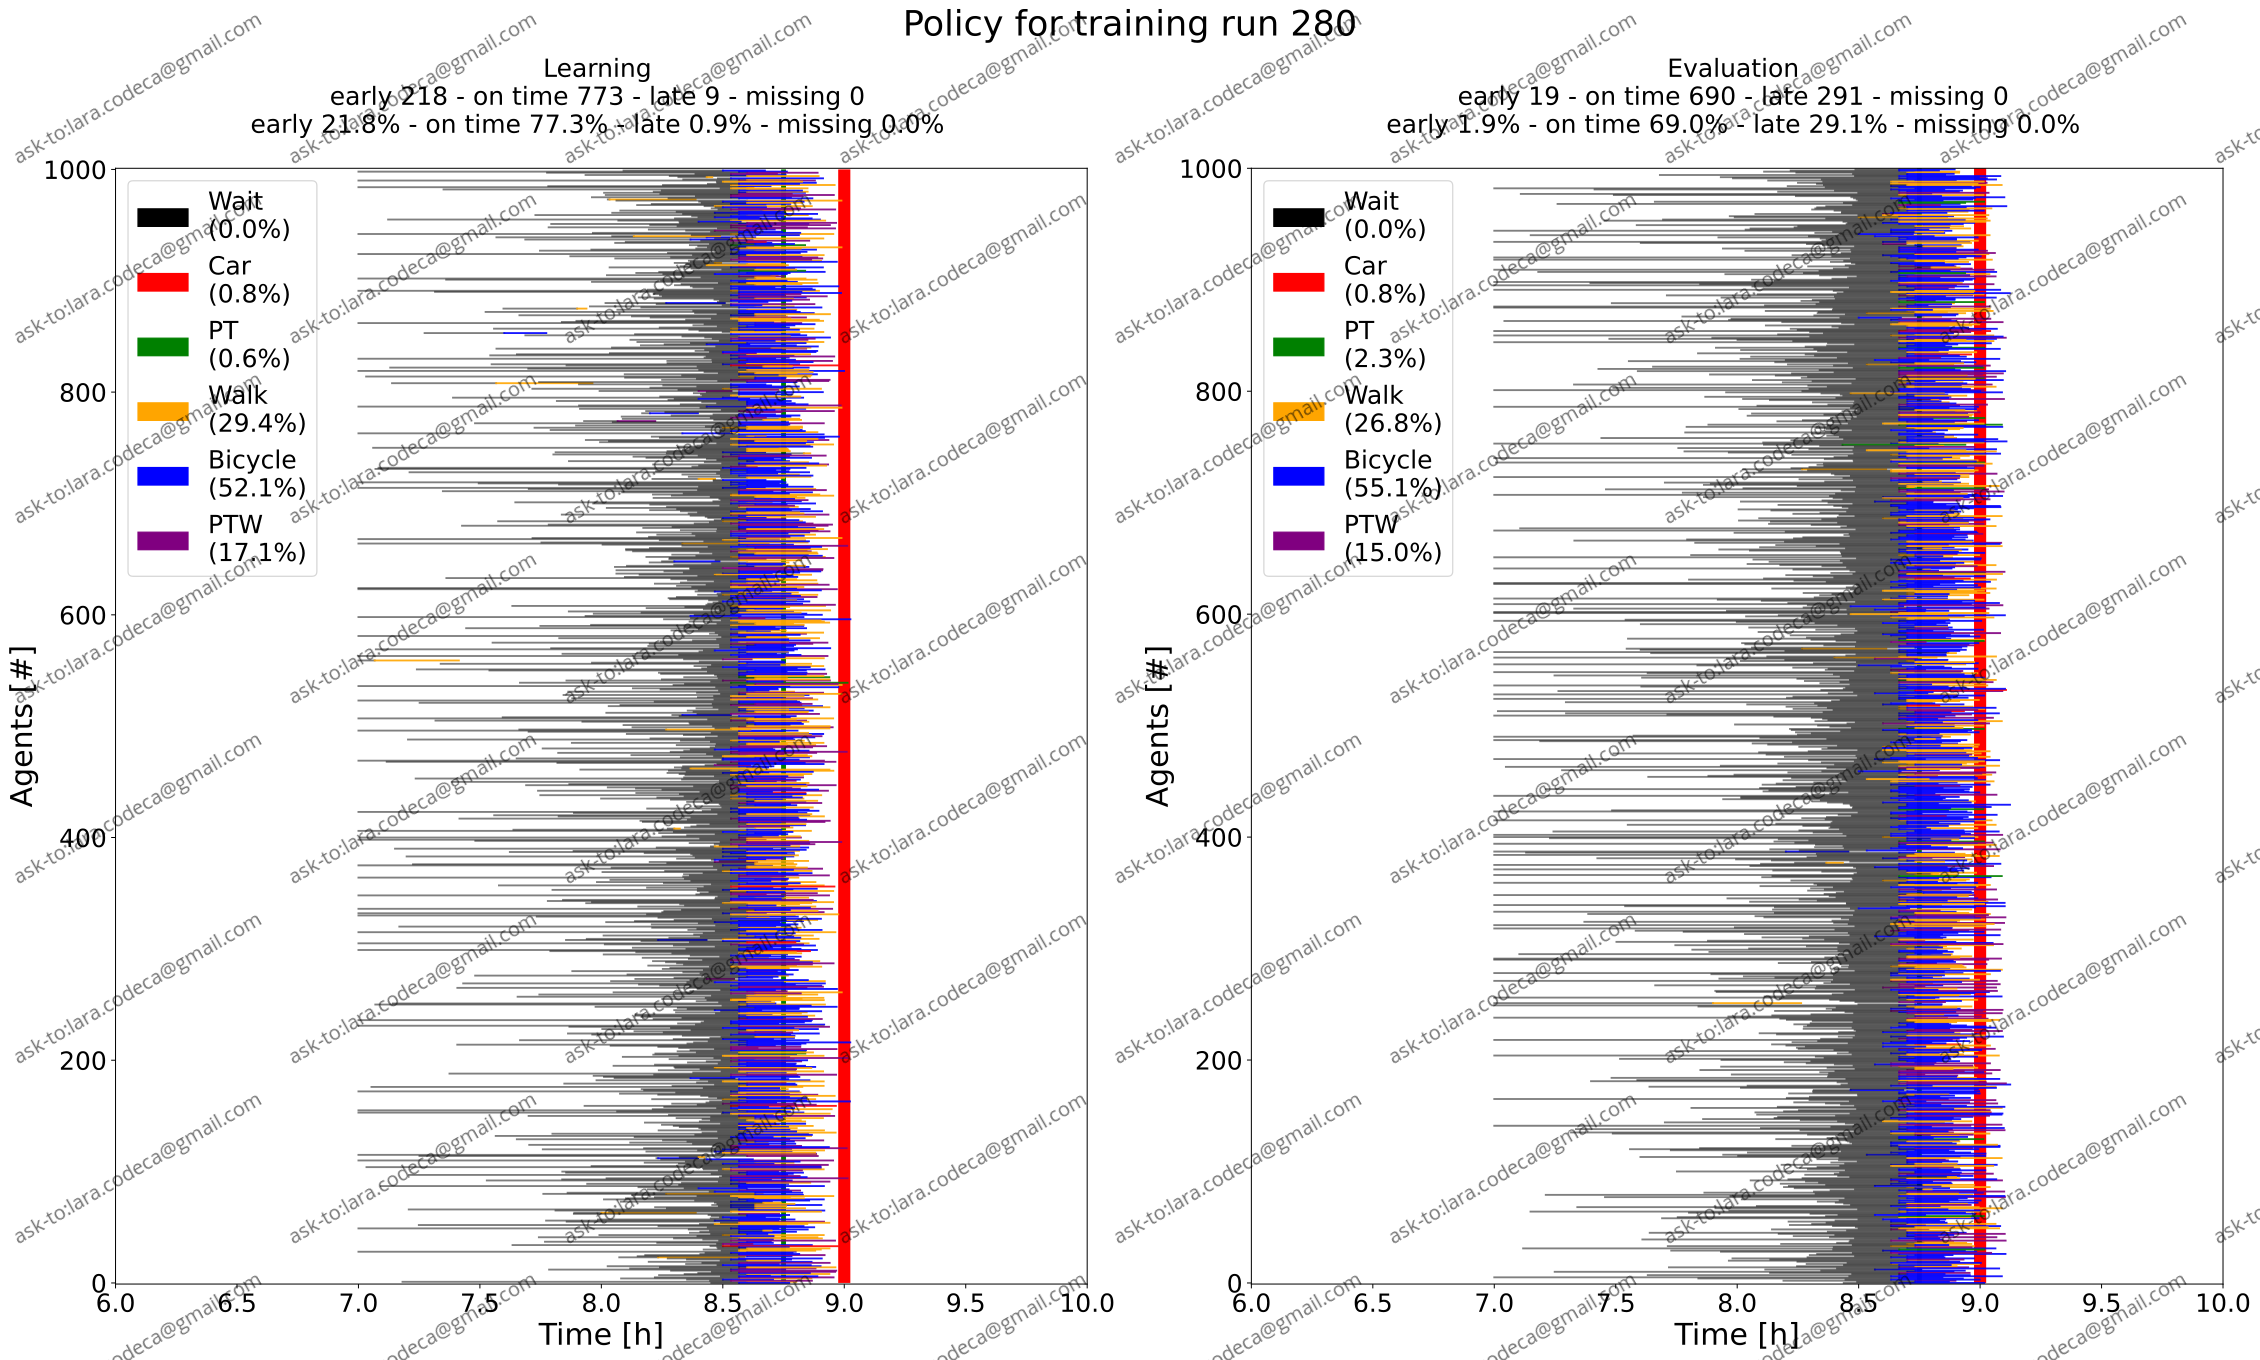 Policy for training run 280
Learning
early 218 - on time 773 - late 9 - missing 0
early 21.8% - on time 77.3% - late 0.9% - missing 0.0%
Agents [#]
1000
800
600
400
200
0
Wait
(0.0%)
Car
(0.8%)
PT
(0.6%)
Walk
(29.4%)
Bicycle
(52.1%)
PTW
(17.1%)
6.0 6.5 7.0 7.5 8.0 8.5 9.0 9.5 10.0
Time [h]
Evaluation
early 19 - on time 690 - late 291 - missing 0
early 1.9% - on time 69.0% - late 29.1% - missing 0.0%
Agents [#]
1000
800
600
400
200
0
Wait
(0.0%)
Car
(0.8%)
PT
(2.3%)
Walk
(26.8%)
Bicycle
(55.1%)
PTW
(15.0%)
6.0 6.5 7.0 7.5 8.0 8.5 9.0 9.5 10.0
Time [h]
ask-to:lara.codeca@gmail.com